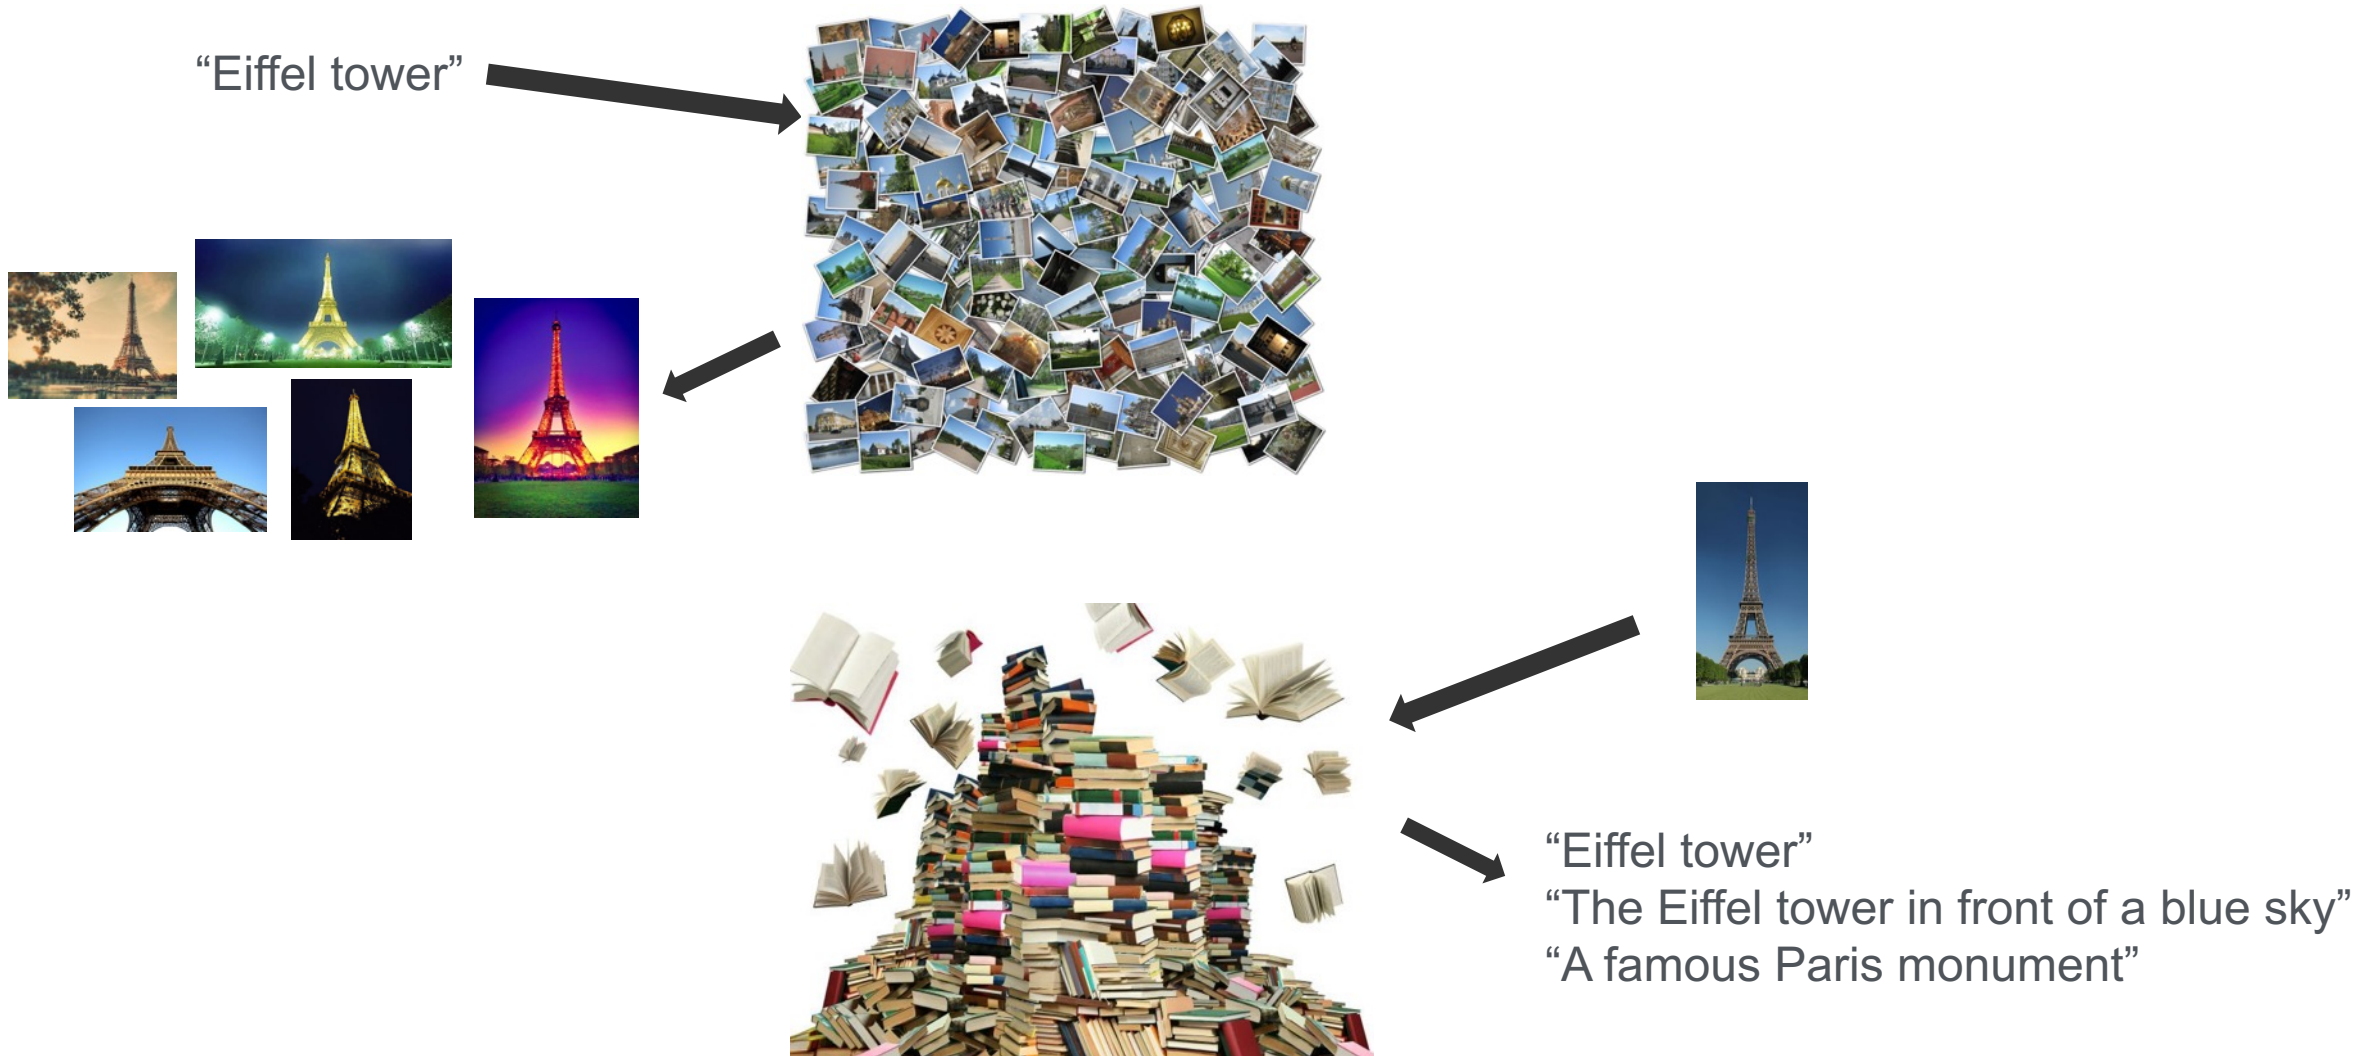 “Eiffel tower”
“Eiffel tower”
“The Eiffel tower in front of a blue sky”
“A famous Paris monument”